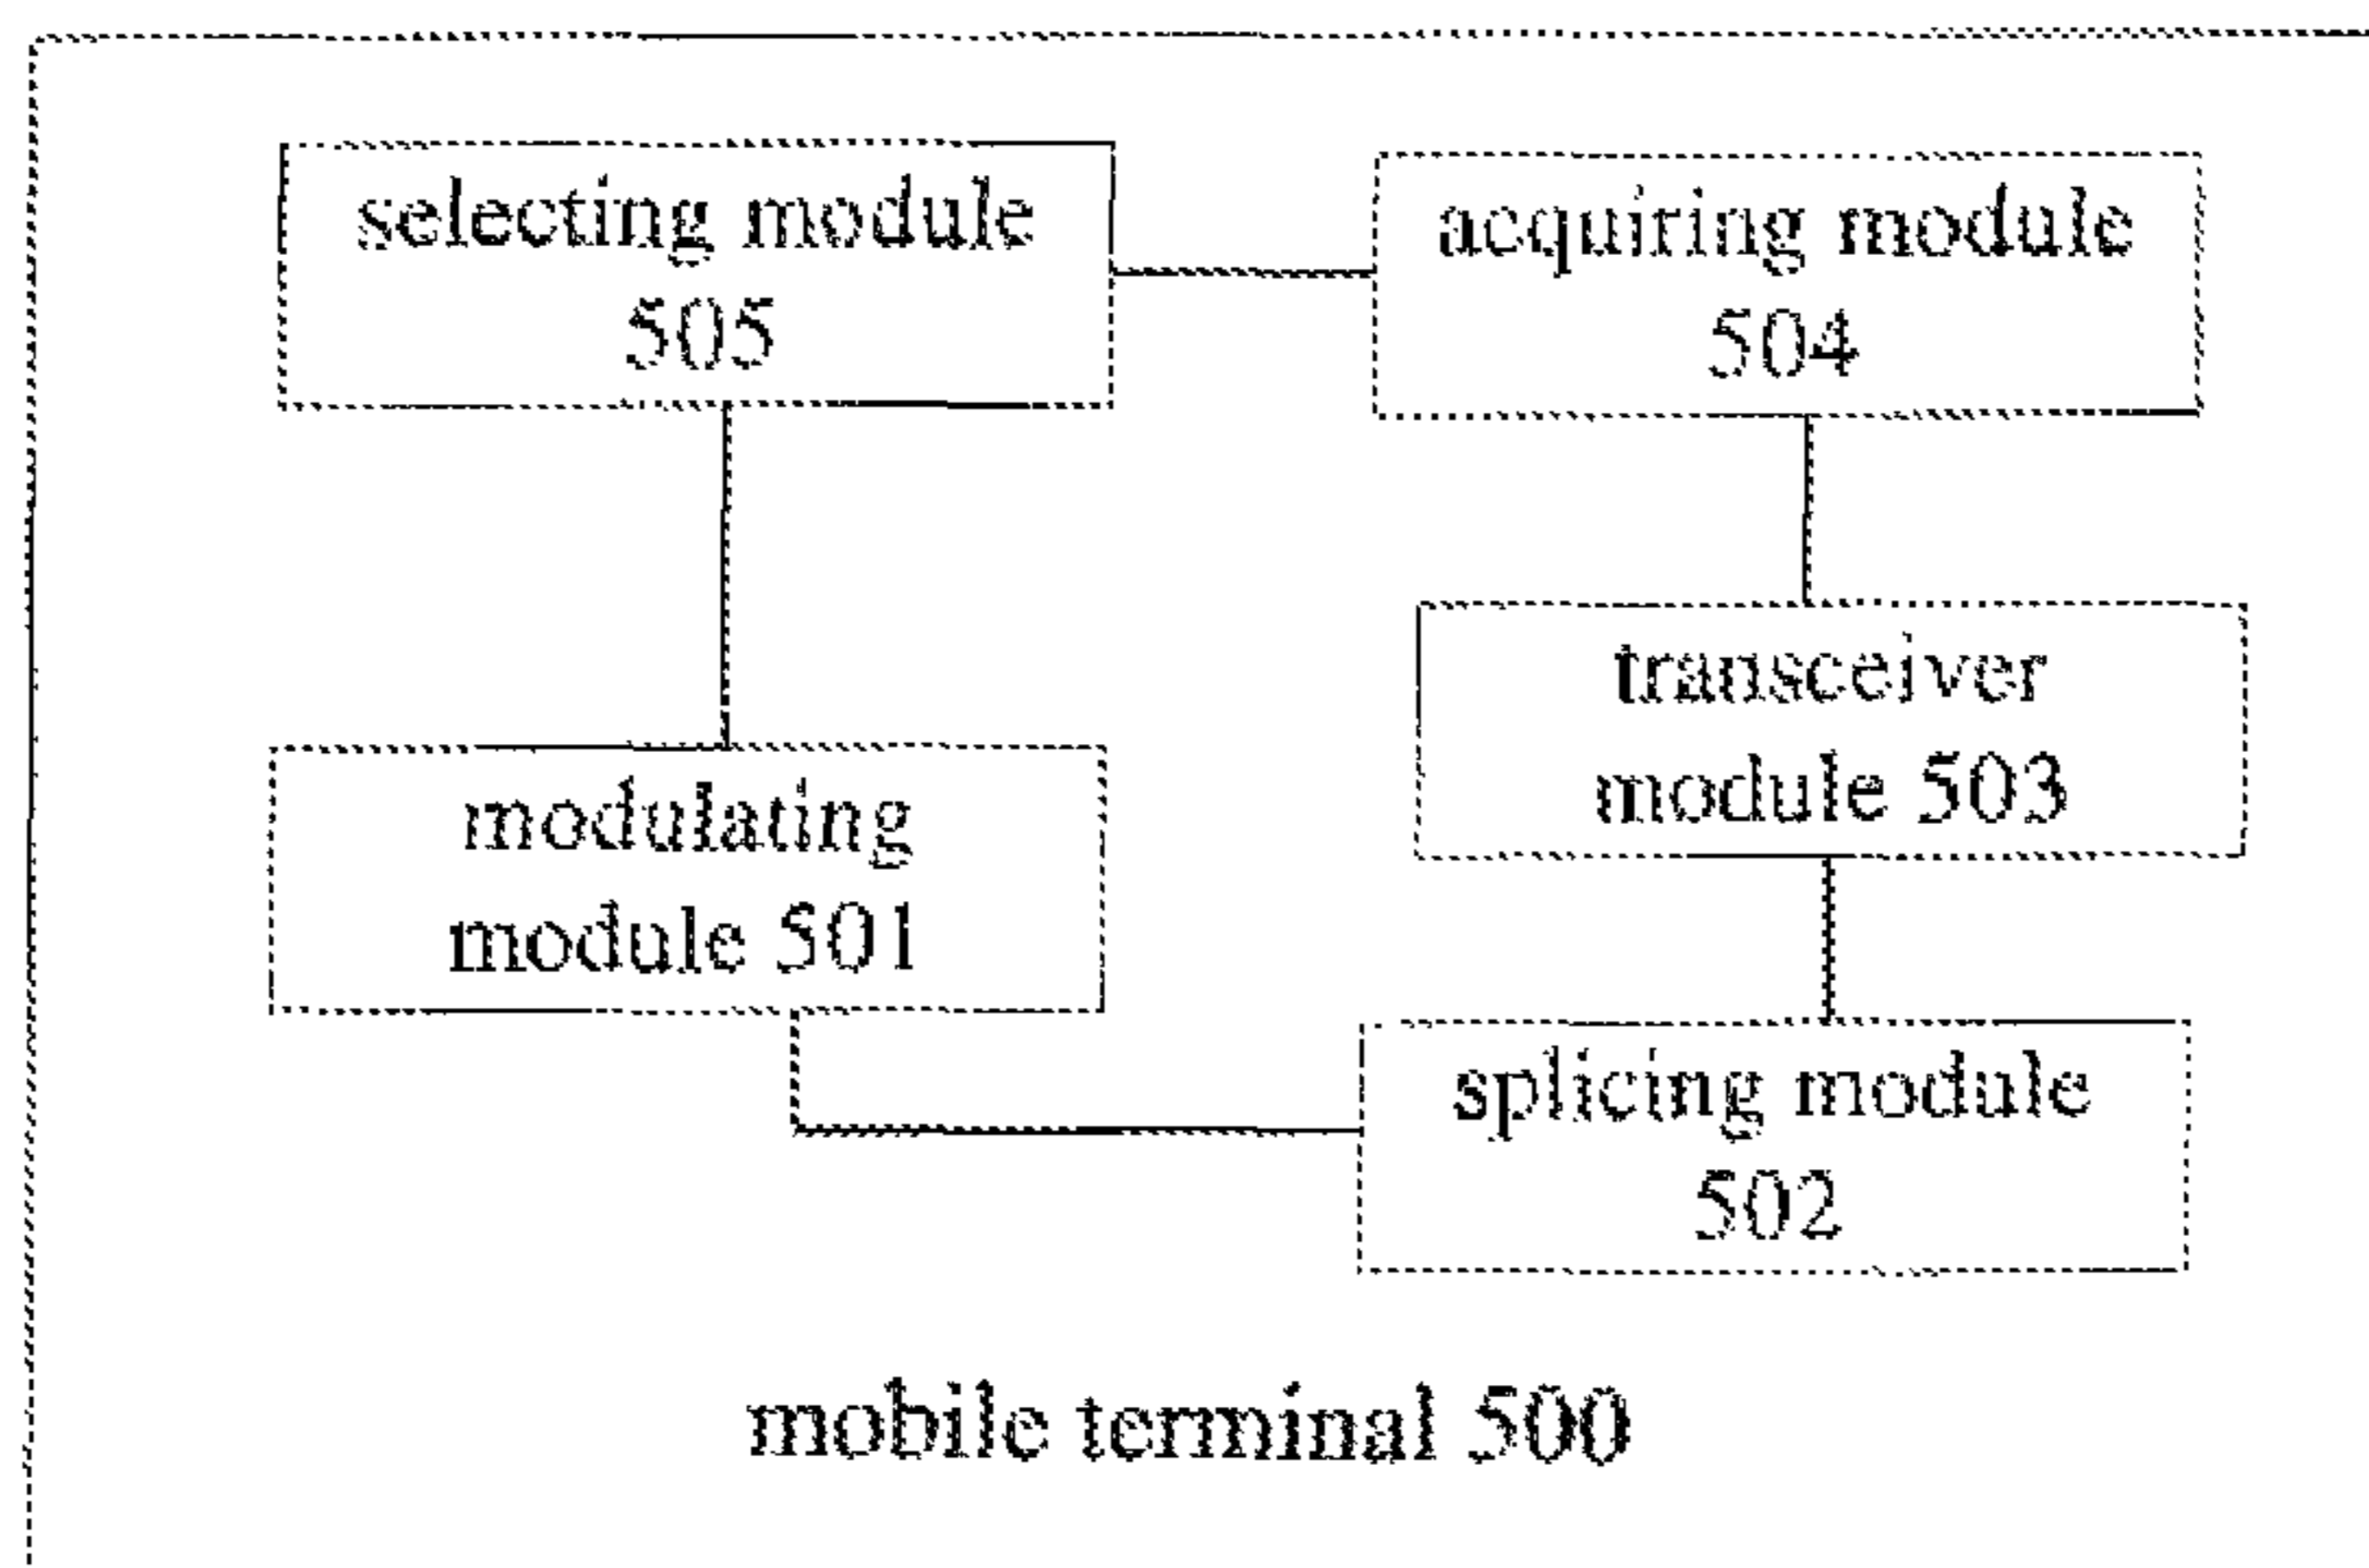 selecting module
505
acquiring module
504
transceiver
module 503
modulating
module 501
splicing module
502
mobile terminal 500